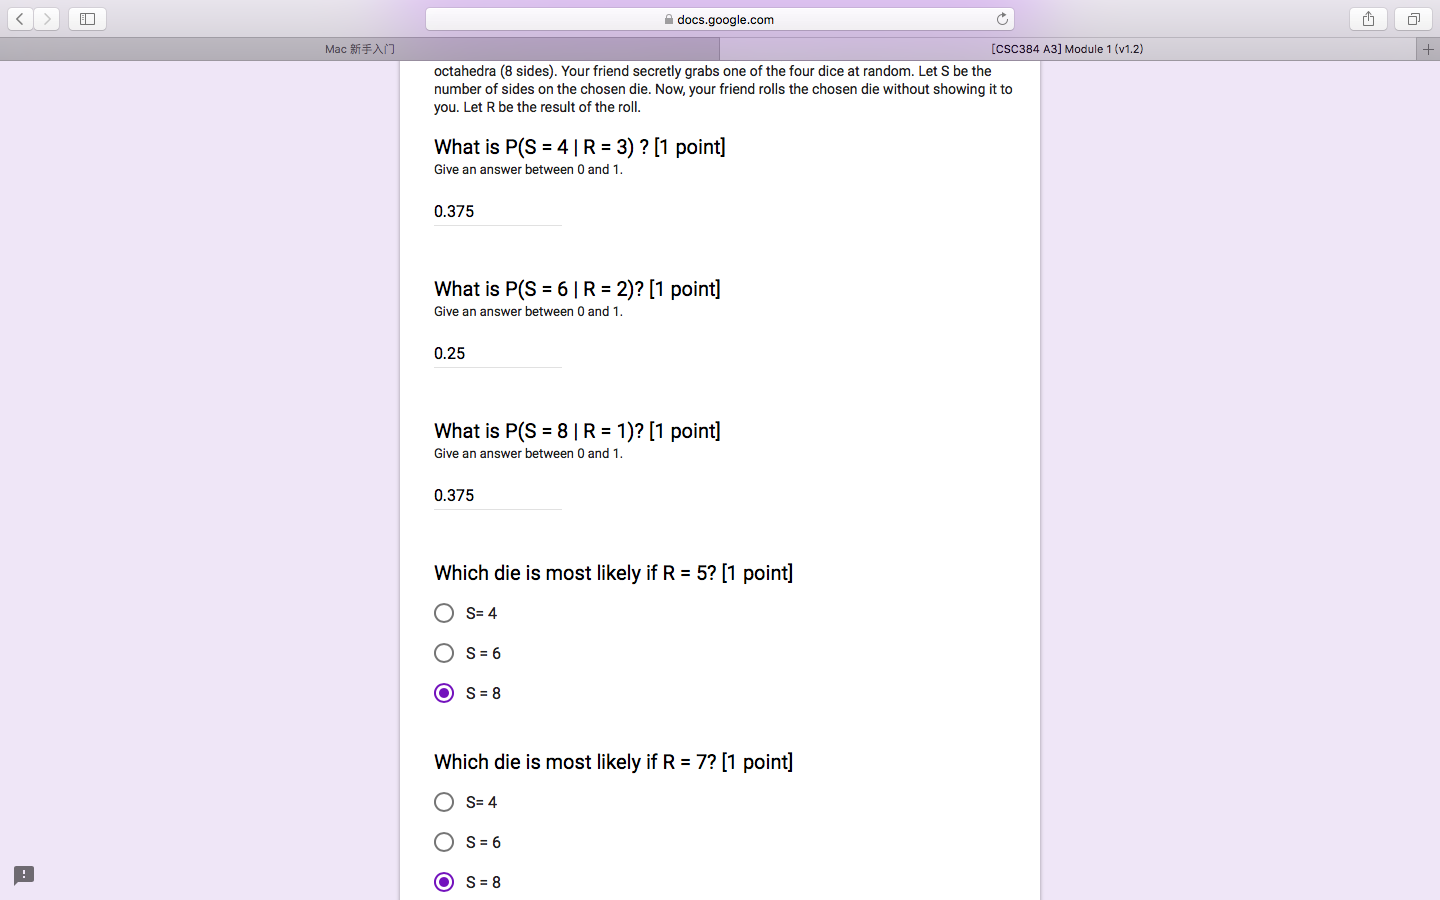 docs.google.com
Mac 新手入门
[CSC384 A3] Module 1 (v1.2)
octahedra (8 sides). Your friend secretly grabs one of the four dice at random. Let S be the
number of sides on the chosen die. Now, your friend rolls the chosen die without showing it to
you. Let R be the result of the roll.
What is P(S = 4 | R = 3) ? [1 point]
Give an answer between 0 and 1.
0.375
What is P(S = 6 | R = 2)? [1 point]
Give an answer between 0 and 1.
0.25
What is P(S = 8 | R = 1)? [1 point]
Give an answer between 0 and 1.
0.375
Which die is most likely if R = 5? [1 point]
S= 4
S = 6
S = 8
Which die is most likely if R = 7? [1 point]
S= 4
S = 6
S = 8